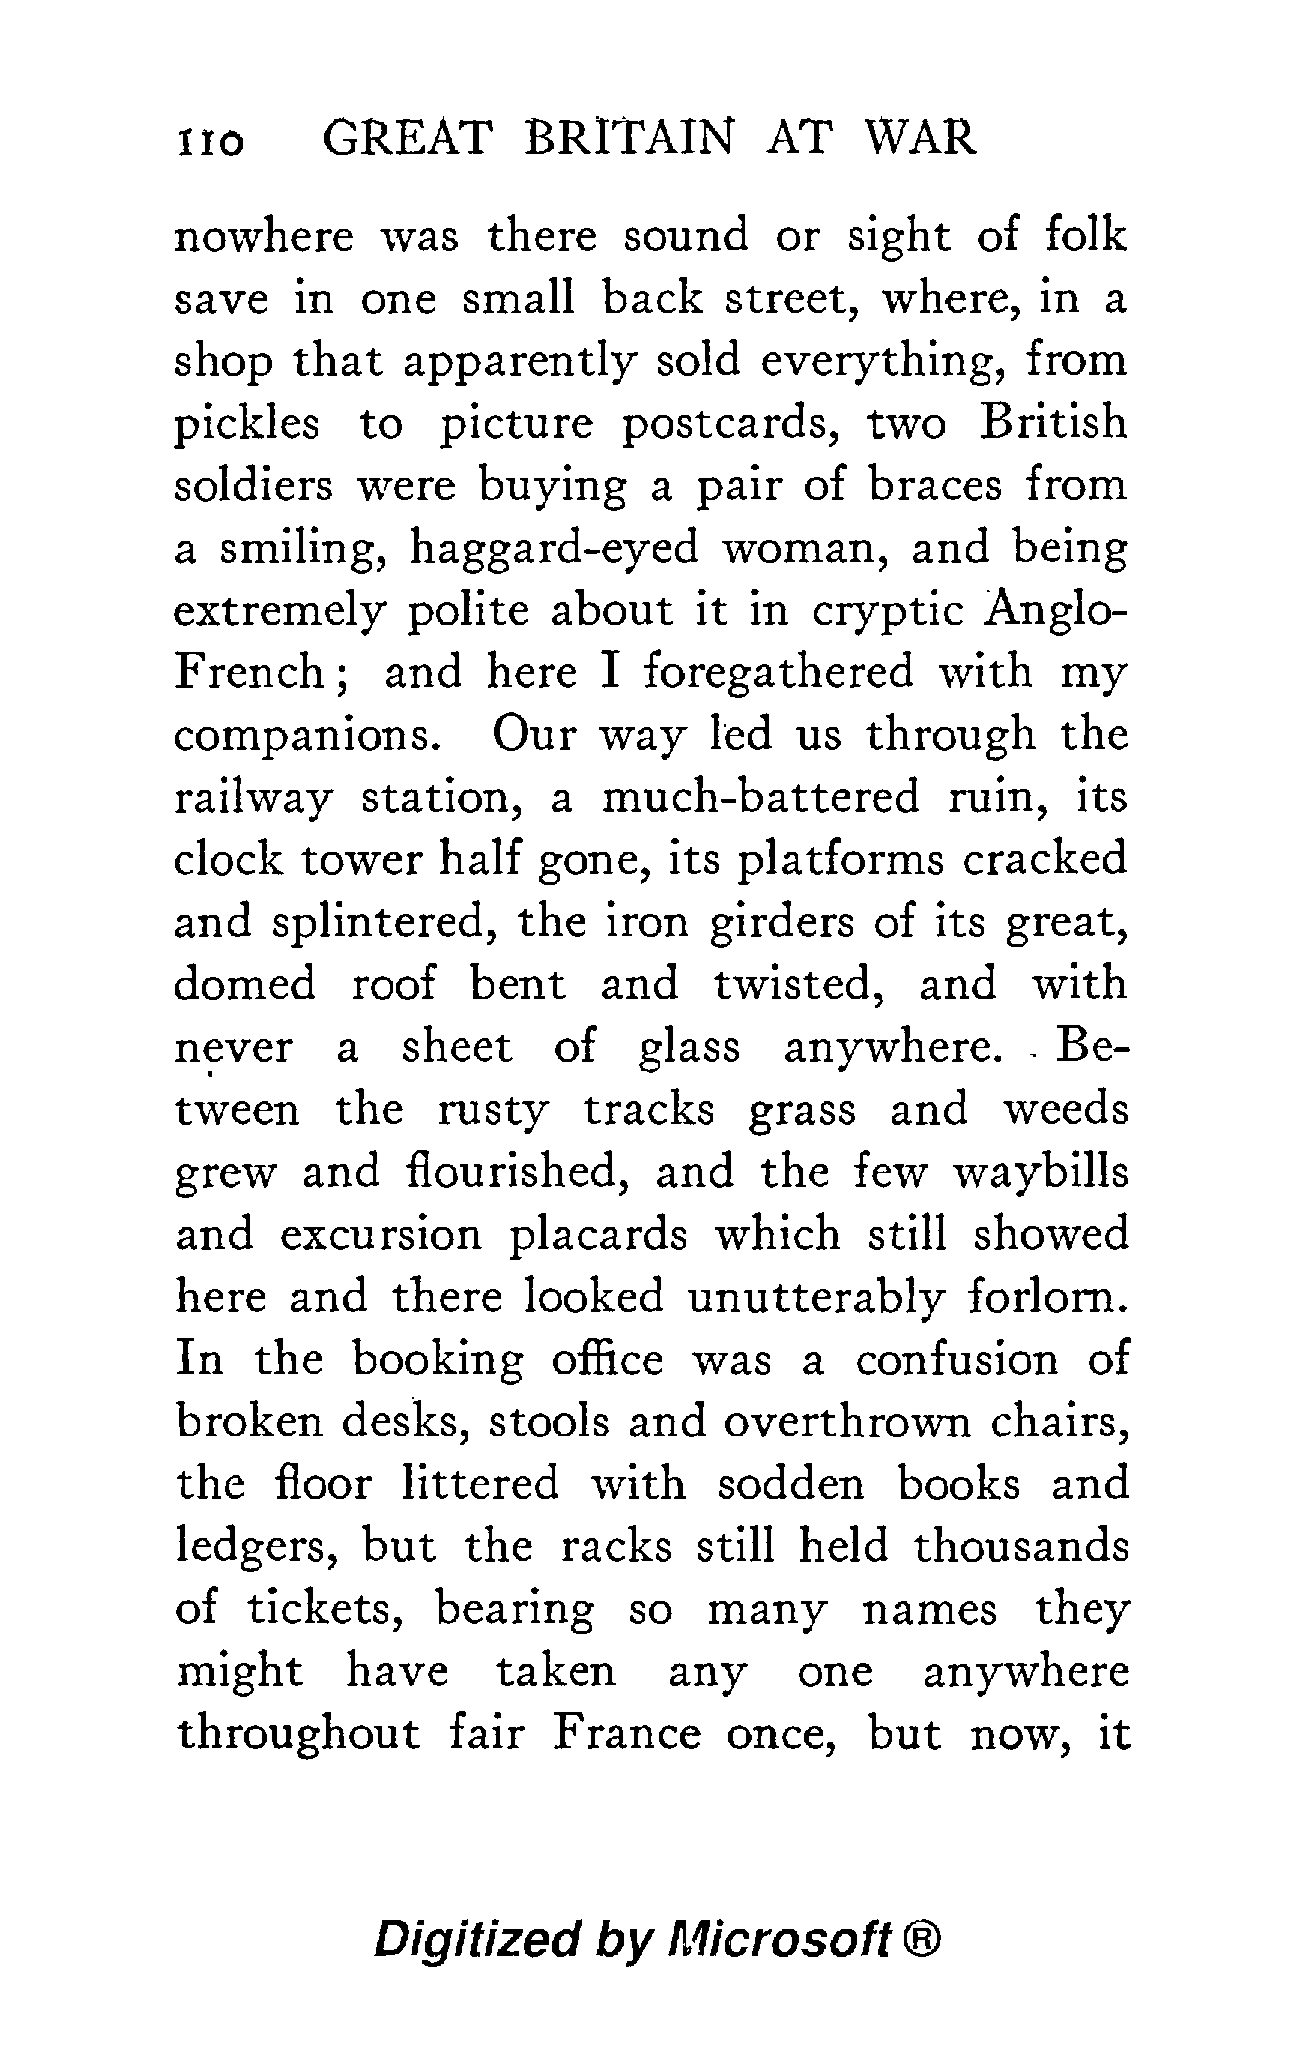 110 GREAT BRITAIN AT WAR
nowhere was there sound or sight of folk
save in one small back street, where, in a
shop that apparently sold everything, from
pickles to picture postcards, two British
soldiers were buying a pair of braces from
a smiling, haggard-eyed woman, and being
extremely polite about it in cryptic Anglo-
French ; and here I foregathered with my
companions. Our way led us through the
railway station, a much-battered ruin, its
clock tower half gone, its platforms cracked
and splintered, the iron girders of its great,
domed roof bent and twisted, and with
never a sheet of glass anywhere. Be-
tween the rusty tracks grass and weeds
grew and flourished, and the few waybills
and excursion placards which still showed
here and there looked unutterably forlorn.
In the booking office was a confusion of
broken desks, stools and overthrown chairs,
the floor littered with sodden books and
ledgers, but the racks still held thousands
of tickets, bearing so many names they
might have taken any one anywhere
throughout fair France once, but now, it
Digitized by Microsoft ®